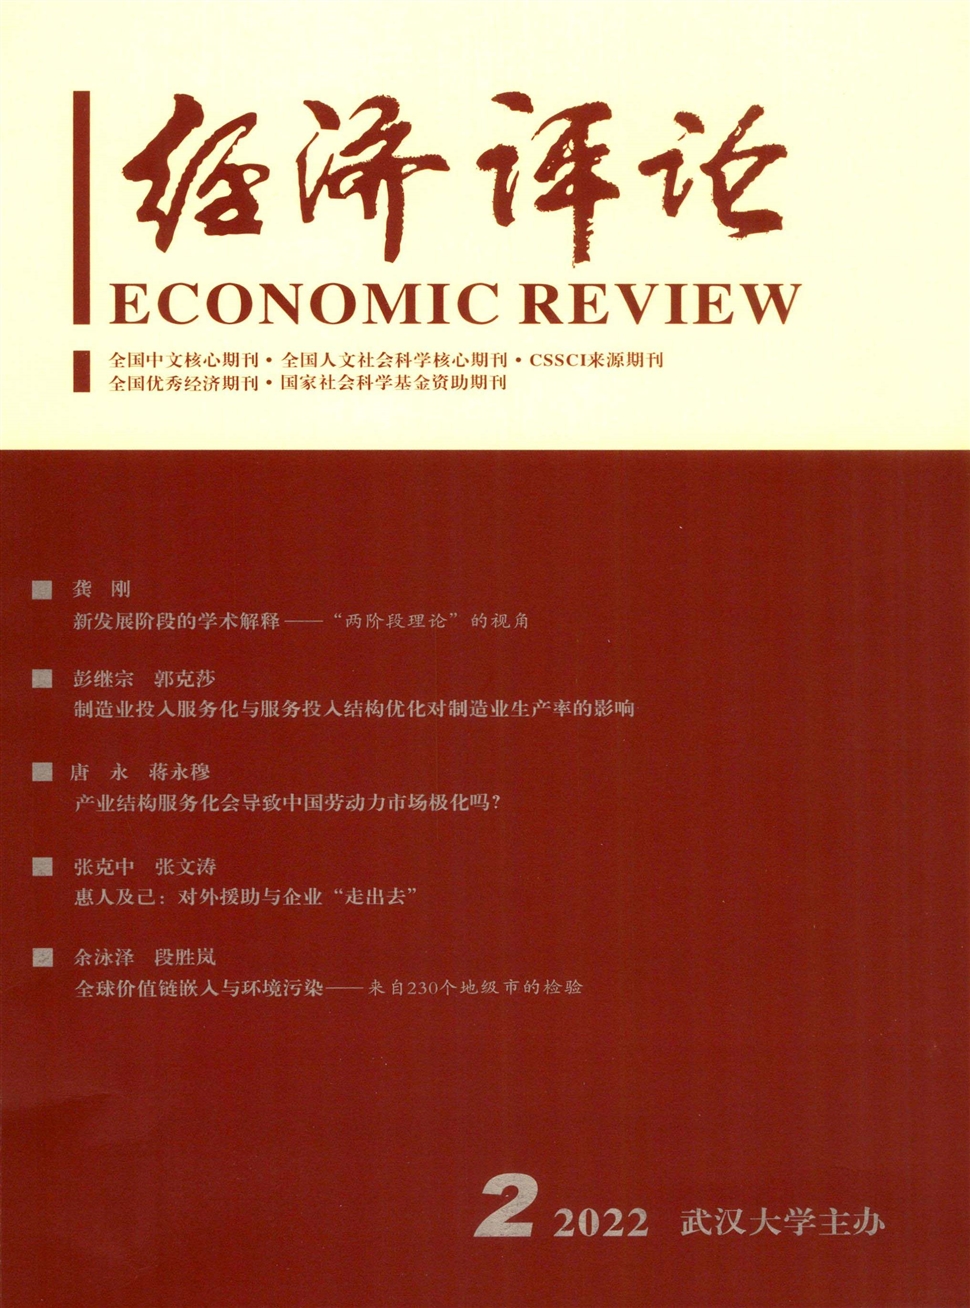 经济评论
ECONOMIC REVIEW
全国中文核心期刊·全国人文社会科学核心期刊·CSSCI来源期刊
全国优秀经济期刊·国家社会科学基金资助期刊
龚 刚
新发展阶段的学术解释——“两阶段理论”的视角
彭继宗 郭克莎
制造业投入服务化与服务投入结构优化对制造业生产率的影响
唐 永 蒋永穆
产业结构服务化会导致中国劳动力市场极化吗?
张克中 张文涛
惠人及己：对外援助与企业“走出去”
余泳泽 段胜岚
全球价值链嵌入与环境污染——来自230个地级市的检验
2 2022 武汉大学主办